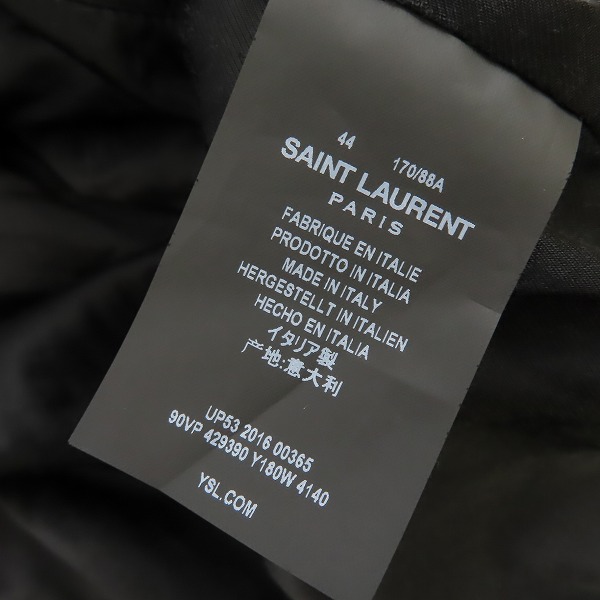 44 170/88A
SAINT LAURENT
PARIS
FABRIQUE EN ITALIE
PRODOTTO IN ITALIA
MADE IN ITALY
HERGESTELLT IN ITALIEN
HECHO EN ITALIA
イタリア製
产地:意大利
UP53 2016 00365
90VP 429390 Y180W 4140
YSL.COM